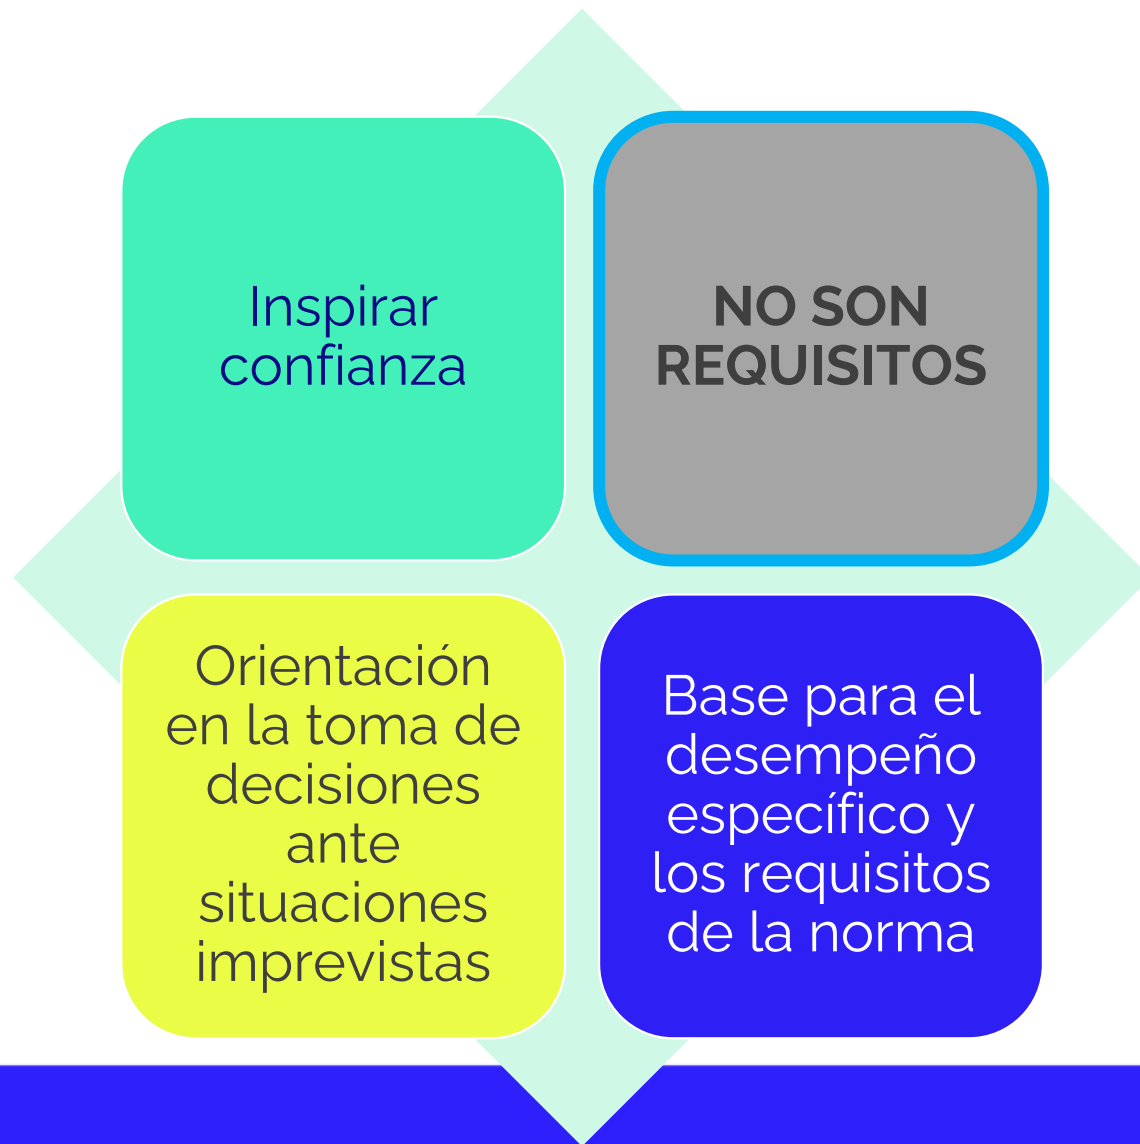 Inspirar
confianza
NO SON
REQUISITOS
Orientación
en la toma de
decisiones
ante
situaciones
imprevistas
Base para el
desempeño
específico y
los requisitos
de la norma